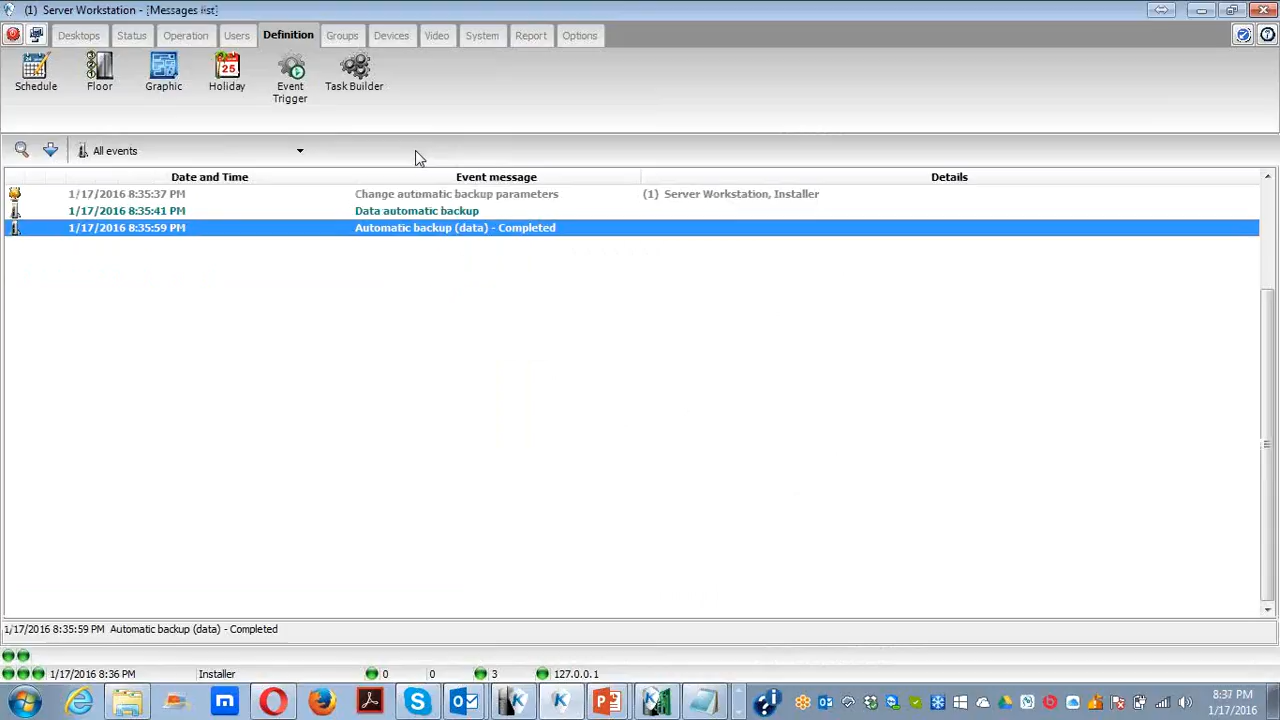 (1) Server Workstation - [Messages list]
Desktops Status Operation Users Definition Groups Devices Video System Report Options
Schedule Floor Graphic Holiday Event Trigger Task Builder
All events
Date and Time Event message Details
1/17/2016 8:35:37 PM Change automatic backup parameters (1) Server Workstation, Installer
1/17/2016 8:35:41 PM Data automatic backup
1/17/2016 8:35:59 PM Automatic backup (data) - Completed
1/17/2016 8:35:59 PM Automatic backup (data) - Completed
1/17/2016 8:36 PM Installer 0 0 3 127.0.0.1
8:37 PM
1/17/2016